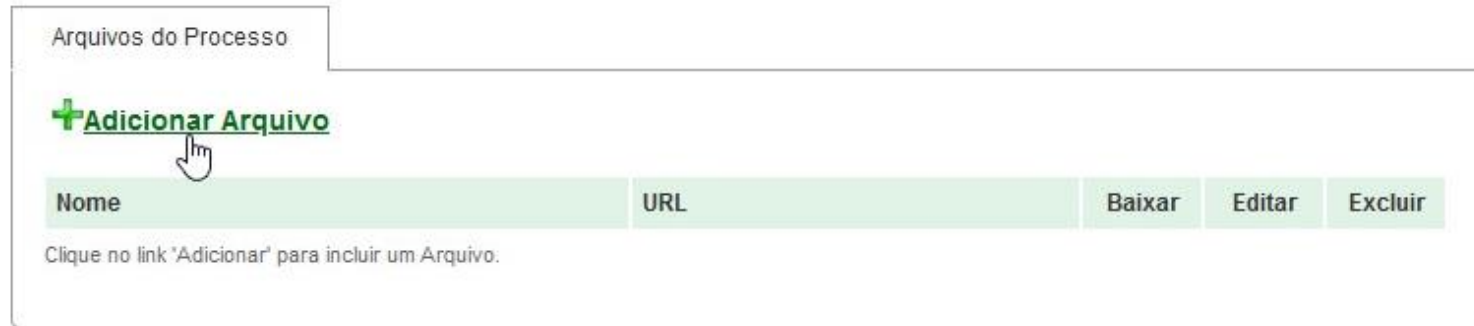 Arquivos do Processo
Adicionar Arquivo
Nome URL Baixar Editar Excluir
Clique no link 'Adicionar' para incluir um Arquivo.